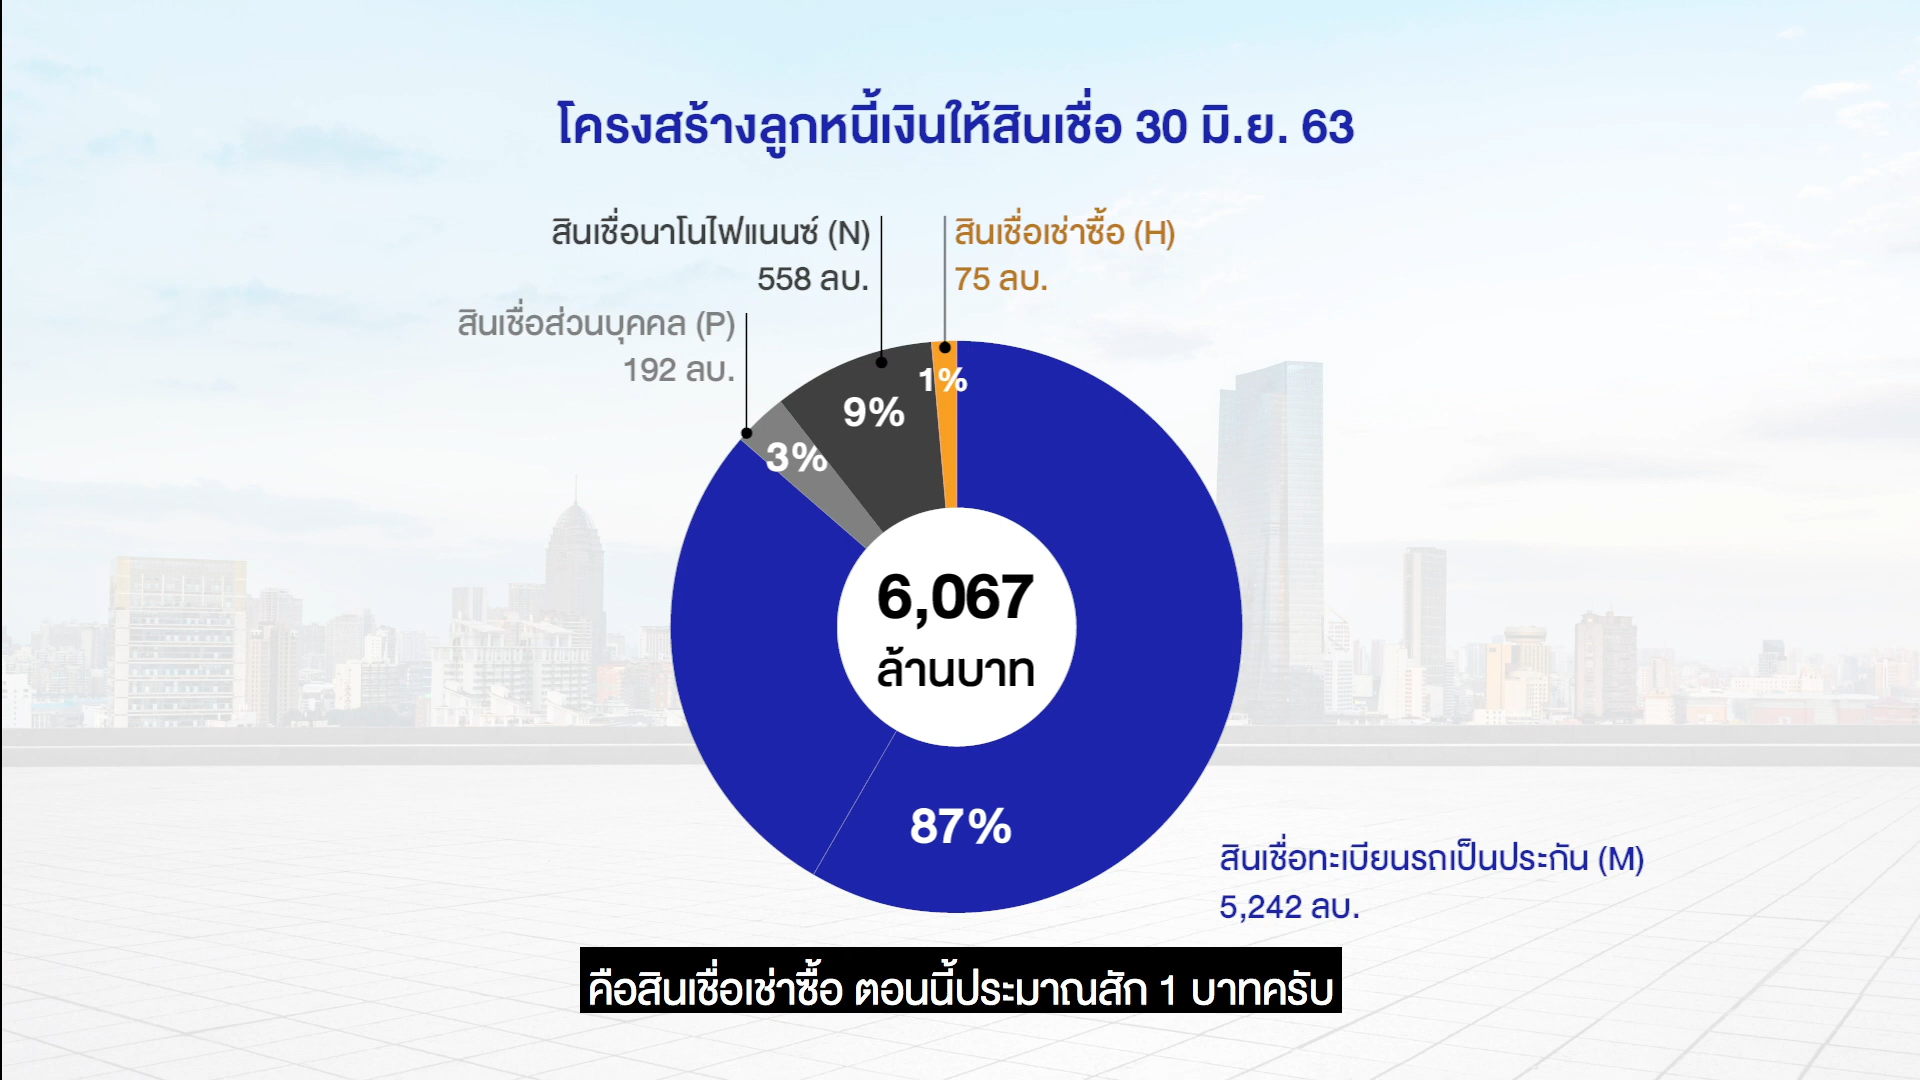 โครงสร้างลูกหนี้เงินให้สินเชื่อ 30 มิ.ย. 63
สินเชื่อนาโนไฟแนนซ์ (N)
558 ลบ.
สินเชื่อเช่าซื้อ (H)
75 ลบ.
สินเชื่อส่วนบุคคล (P)
192 ลบ.
1%
9%
3%
6,067
ล้านบาท
87%
สินเชื่อทะเบียนรถเป็นประกัน (M)
5,242 ลบ.
คือสินเชื่อเช่าซื้อ ตอนนี้ประมาณสัก 1 บาทครับ